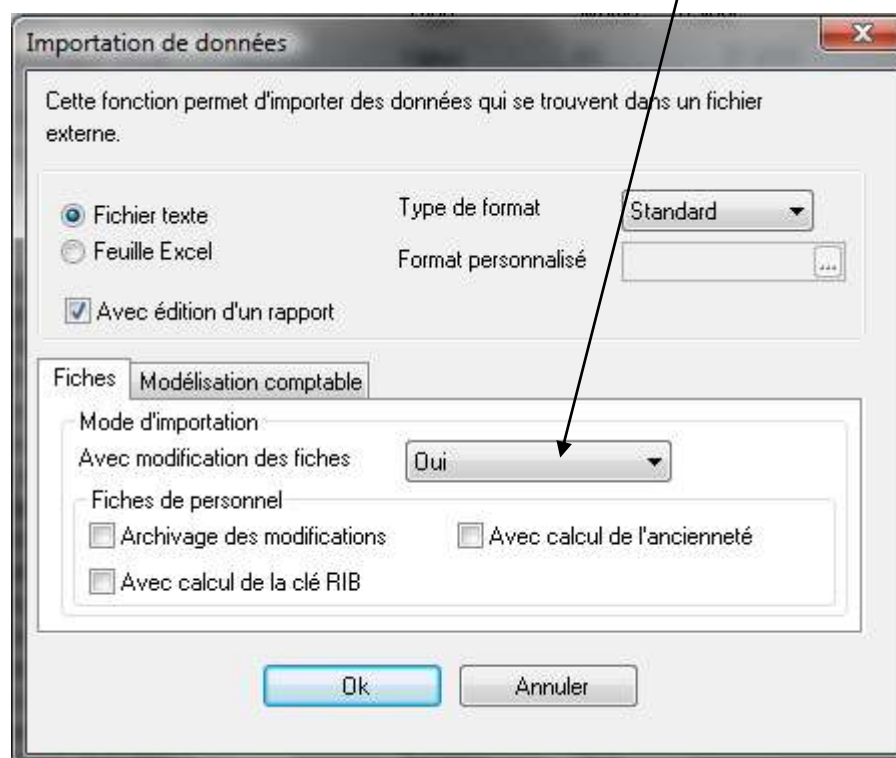 Importation de données
Cette fonction permet d'importer des données qui se trouvent dans un fichier
externe.
Fichier texte
Type de format
Standard
Feuille Excel
Format personnalisé
...
Avec édition d'un rapport
Fiches
Modélisation comptable
Mode d'importation
Avec modification des fiches
Oui
Fiches de personnel
Archivage des modifications
Avec calcul de l'ancienneté
Avec calcul de la clé RIB
Ok
Annuler